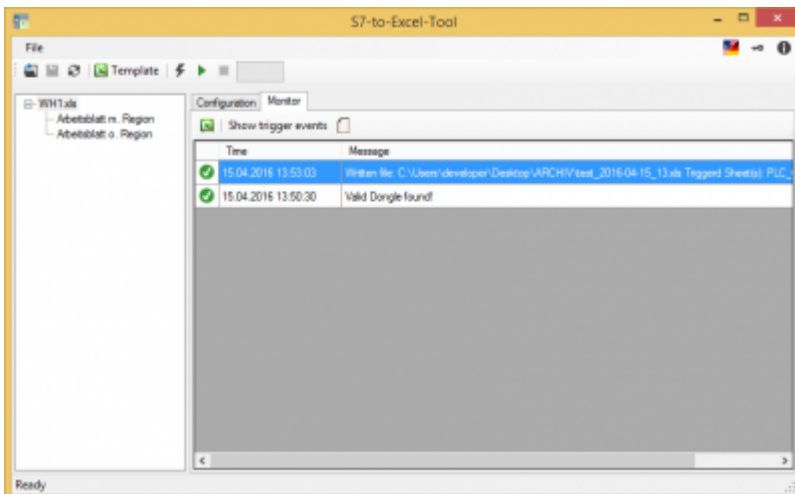 S7-to-Excel-Tool
File
Template
WH1.xls
Arbeitsblatt m. Region
Arbeitsblatt o. Region
Configuration Monitor
Show trigger events
Time Message
15.04.2016 13:53:03 Written file: C:\Users\developer\Desktop\ARCHIV\test_2016-04-15_13.xls Triggerd Sheet(s): PLC_
15.04.2016 13:50:30 Valid Dongle found!
Ready